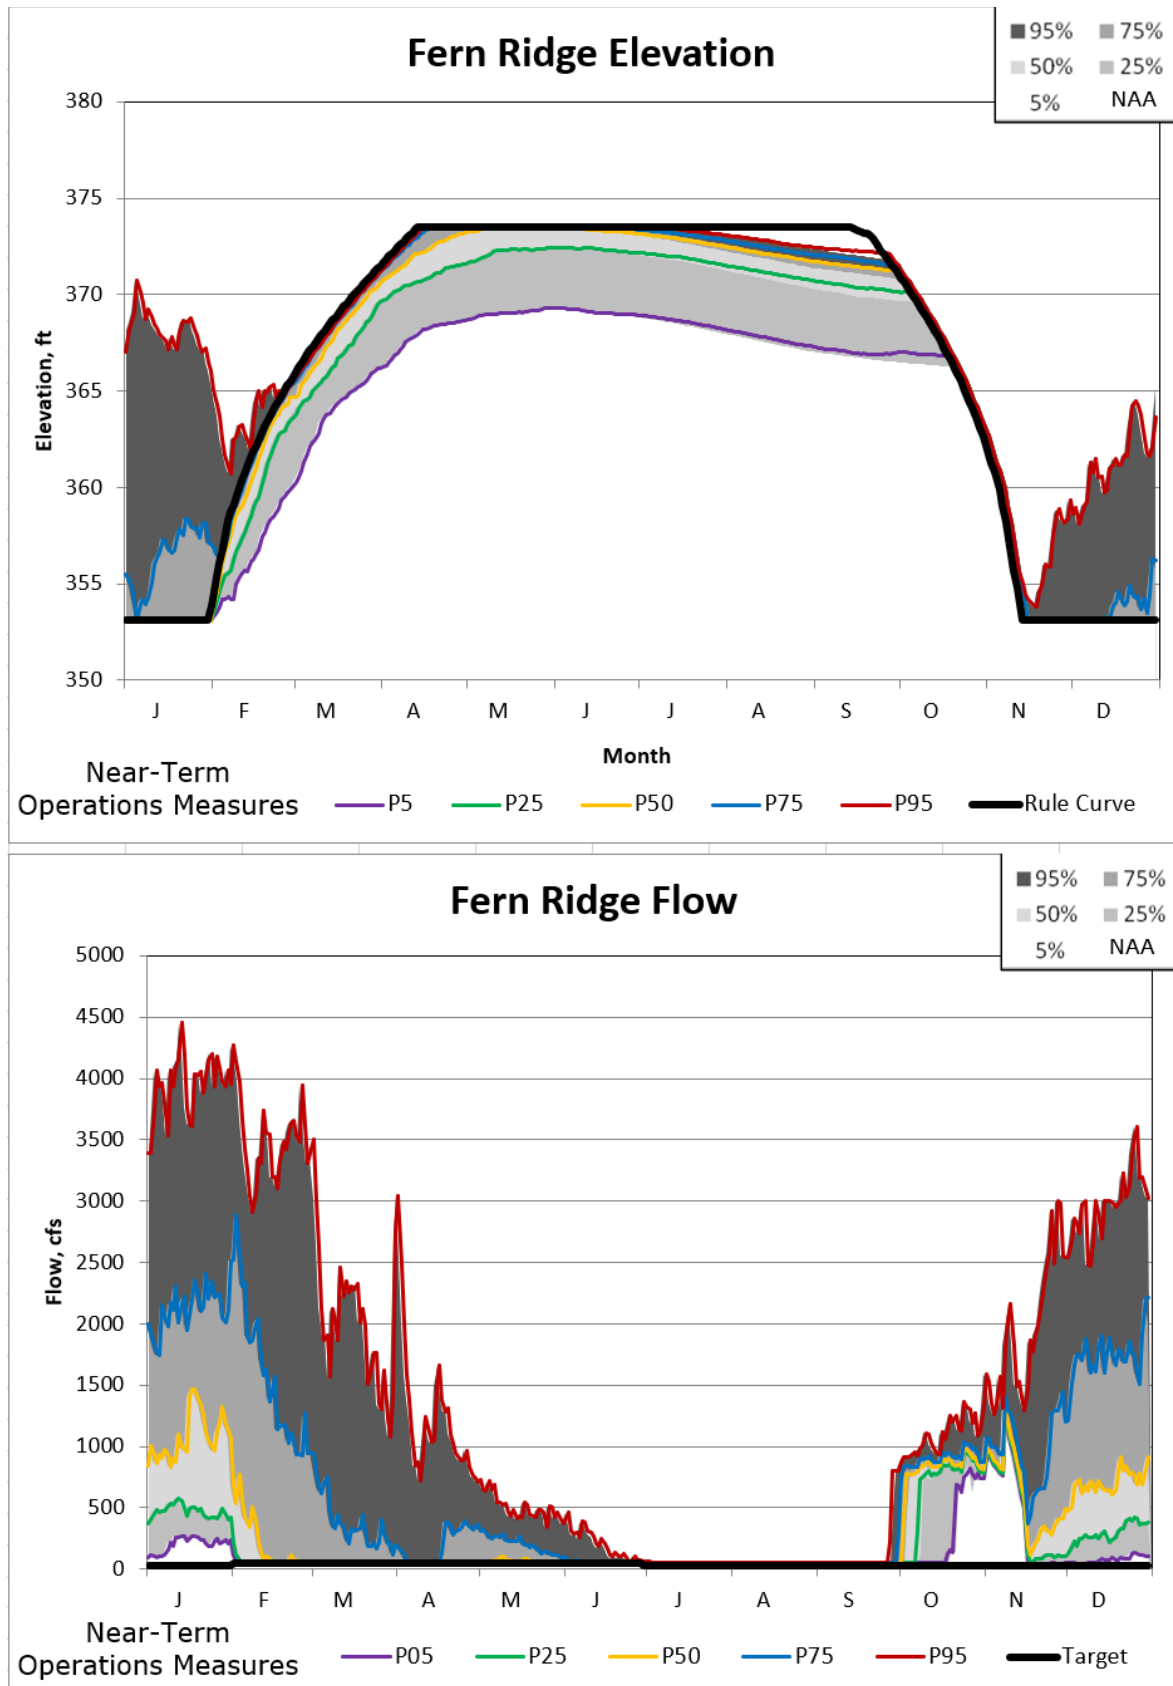 Fern Ridge Elevation
95% 75%
50% 25%
5% NAA
380
375
370
365
360
355
350
Elevation, ft
J F M A M J J A S O N D
Month
Near-Term
Operations Measures
P5 P25 P50 P75 P95 Rule Curve
Fern Ridge Flow
95% 75%
50% 25%
5% NAA
5000
4500
4000
3500
3000
2500
2000
1500
1000
500
0
Flow, cfs
J F M A M J J A S O N D
Near-Term
Operations Measures
P05 P25 P50 P75 P95 Target